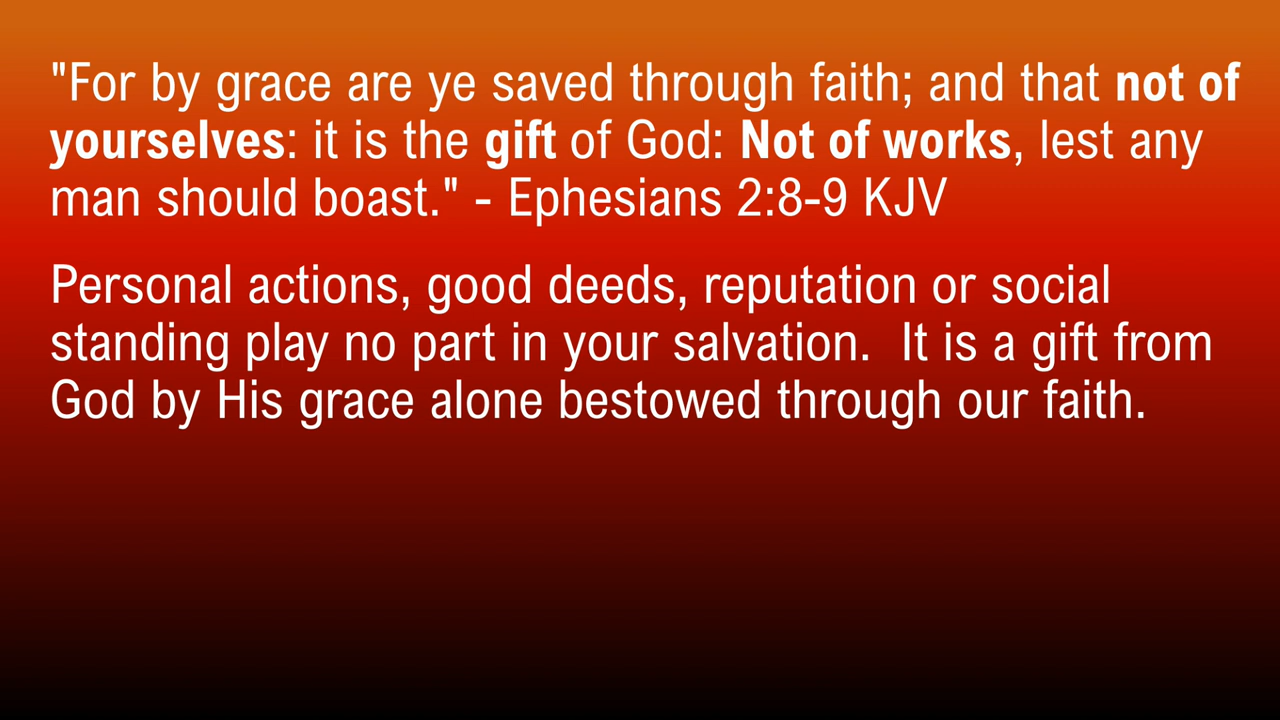 "For by grace are ye saved through faith; and that not of
yourselves: it is the gift of God: Not of works, lest any
man should boast." - Ephesians 2:8-9 KJV
Personal actions, good deeds, reputation or social
standing play no part in your salvation.  It is a gift from
God by His grace alone bestowed through our faith.